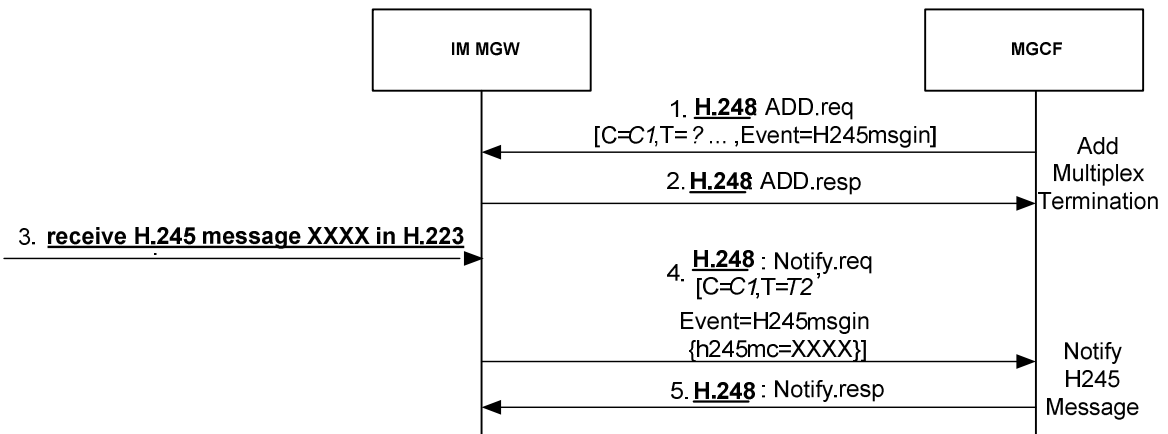 IM MGW
MGCF
1. H.248: ADD.req
[C=C1,T=? ... ,Event=H245msgin]
Add
Multiplex
Termination
2. H.248: ADD.resp
3. receive H.245 message XXXX in H.223
4. H.248 : Notify.req
[C=C1,T=T2,
Event=H245msgin
{h245mc=XXXX}]
Notify
H245
Message
5. H.248 : Notify.resp